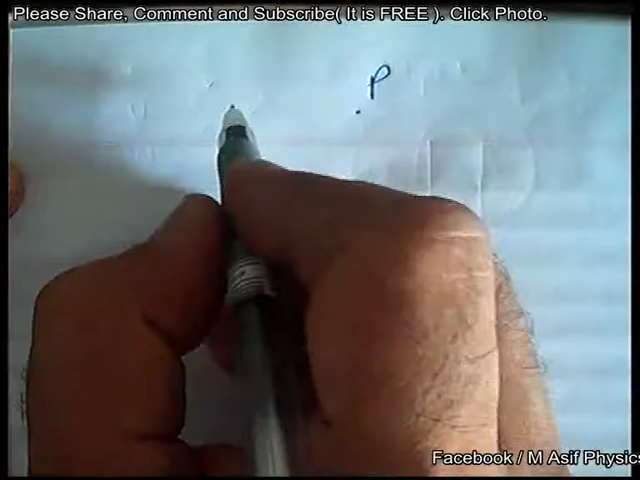 Please Share, Comment and Subscribe( It is FREE ). Click Photo.
P
Facebook / M Asif Physics